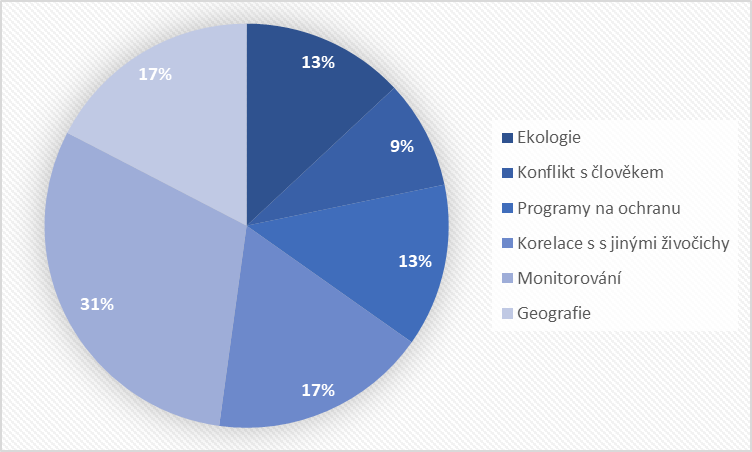 13%
9%
13%
17%
31%
17%
Ekologie
Konflikt s člověkem
Programy na ochranu
Korelace s s jinými živočichy
Monitorování
Geografie